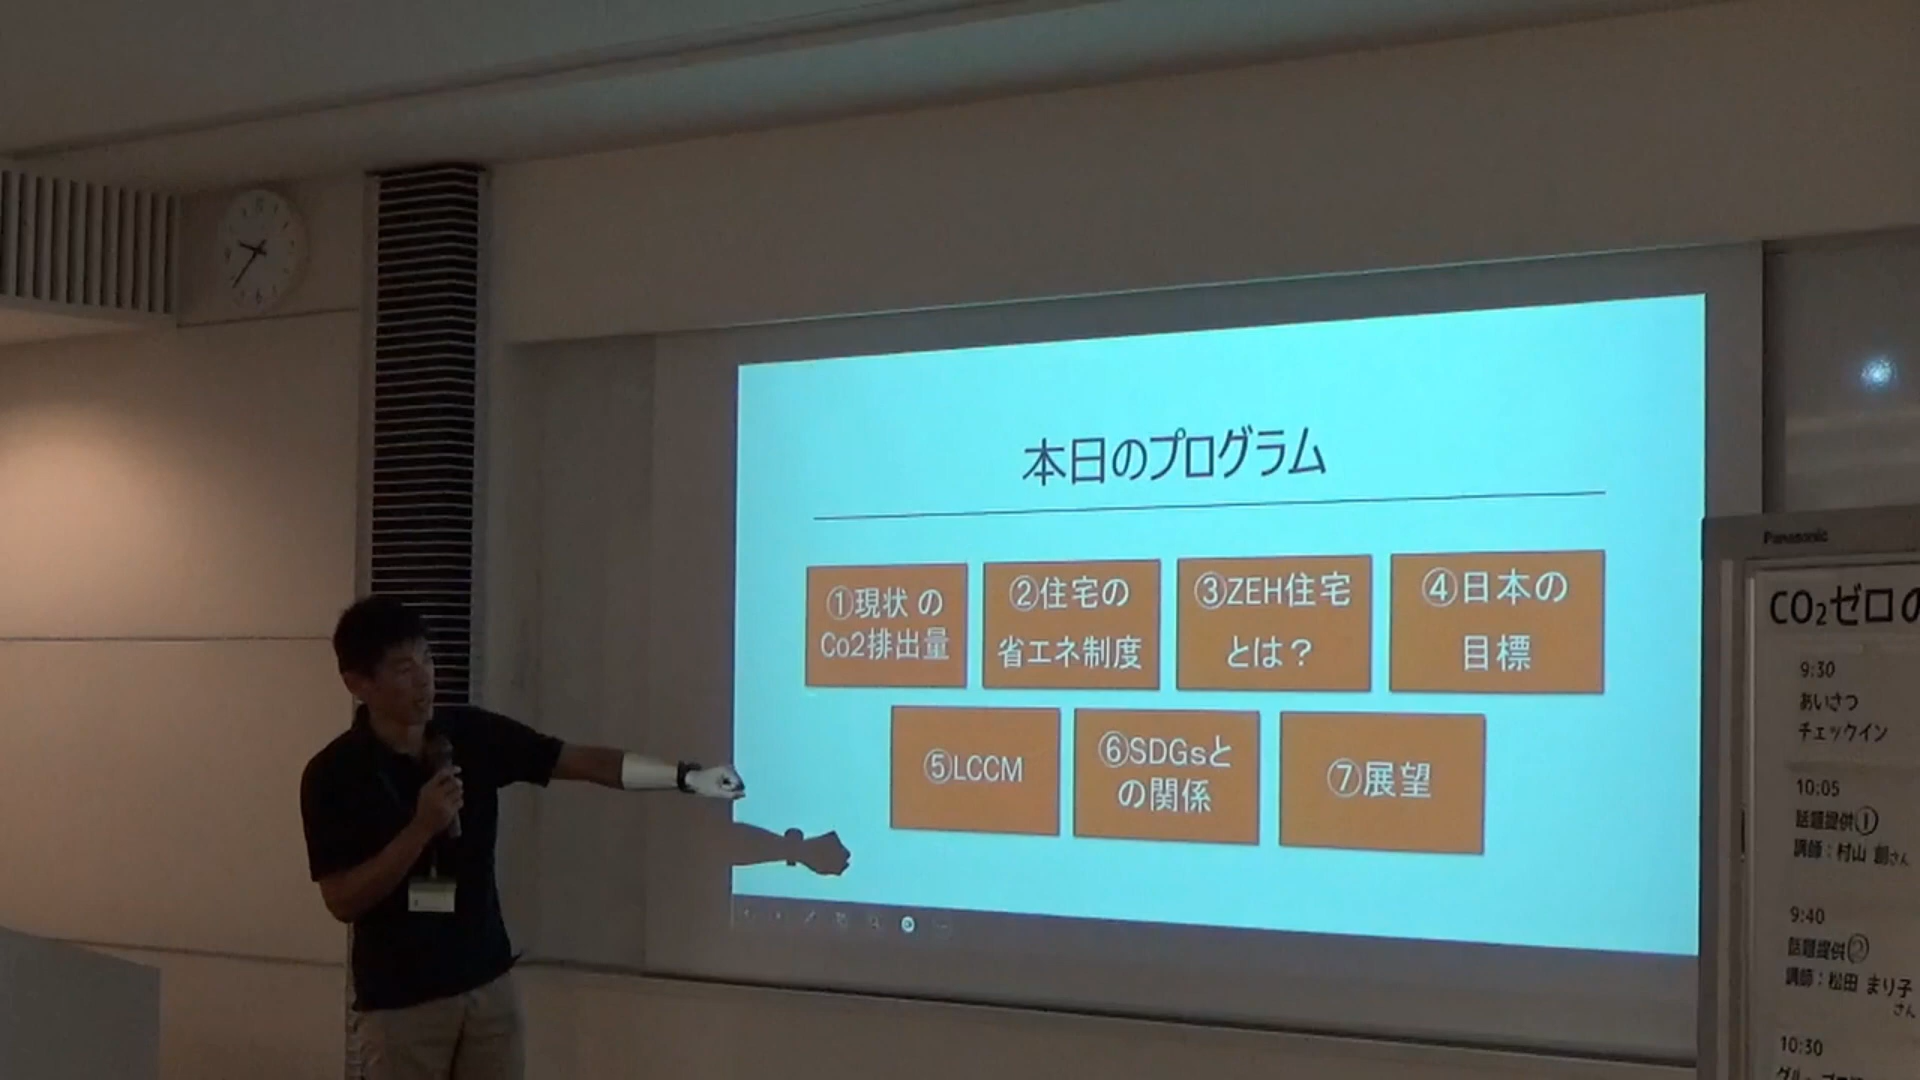 本日のプログラム
①現状 の
Co2排出量
②住宅の
省エネ制度
③ZEH住宅
とは？
④日本の
目標
⑤LCCM
⑥SDGsと
の関係
⑦展望
Panasonic
CO₂ゼロの
9:30
あいさつ
チェックイン
10:05
話題提供①
講師：村山 創さん
9:40
話題提供②
講師：松田 まり子
さん
10:30